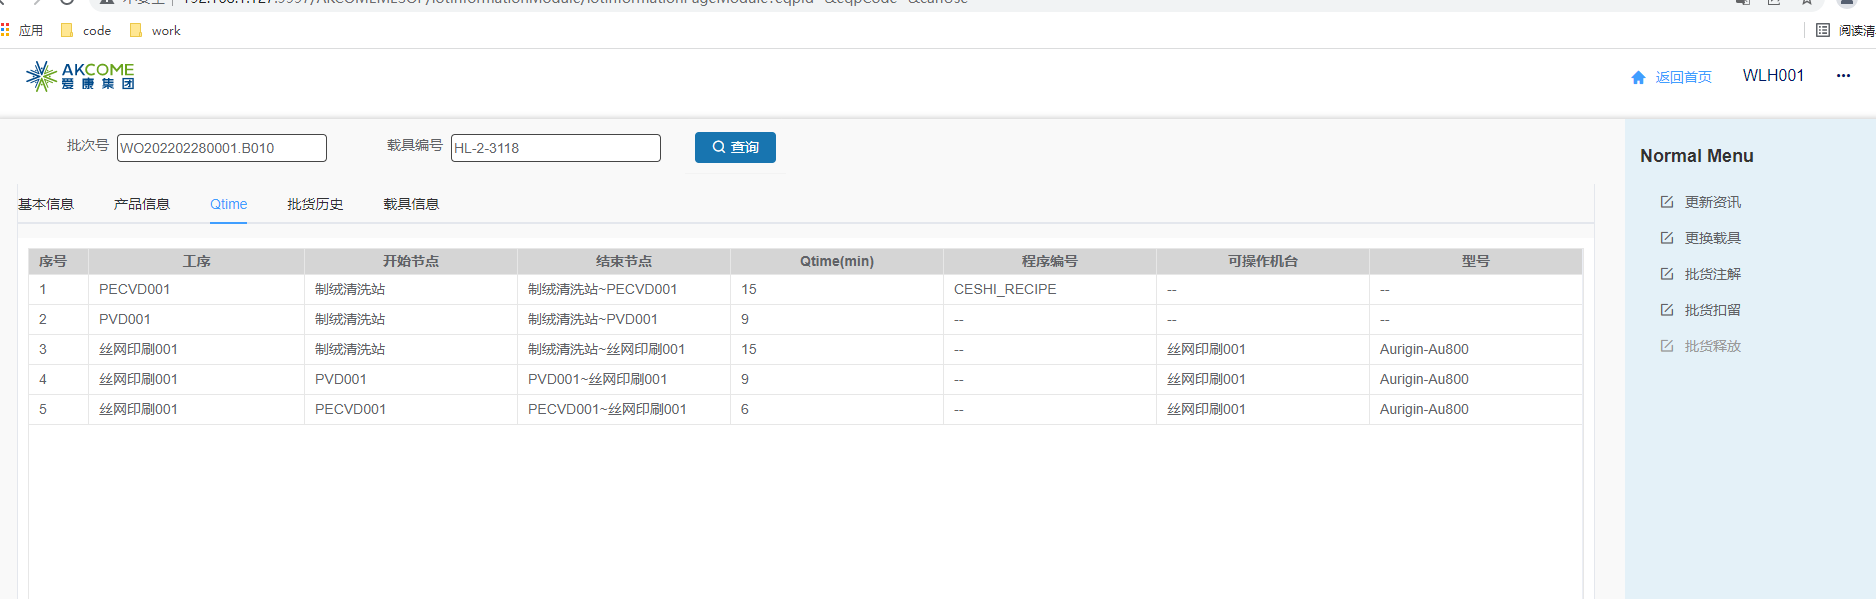 应用 code work 阅读清
AKCOME
爱康集团
返回首页 WLH001 ...
批次号 WO202202280001.B010 载具编号 HL-2-3118 查询
Normal Menu
基本信息 产品信息 Qtime 批货历史 载具信息
更新资讯
更换载具
批货注解
批货扣留
批货释放
序号 工序 开始节点 结束节点 Qtime(min) 程序编号 可操作机台 型号
1 PECVD001 制绒清洗站 制绒清洗站~PECVD001 15 CESHI_RECIPE -- --
2 PVD001 制绒清洗站 制绒清洗站~PVD001 9 -- -- --
3 丝网印刷001 制绒清洗站 制绒清洗站~丝网印刷001 15 -- 丝网印刷001 Aurigin-Au800
4 丝网印刷001 PVD001 PVD001~丝网印刷001 9 -- 丝网印刷001 Aurigin-Au800
5 丝网印刷001 PECVD001 PECVD001~丝网印刷001 6 -- 丝网印刷001 Aurigin-Au800